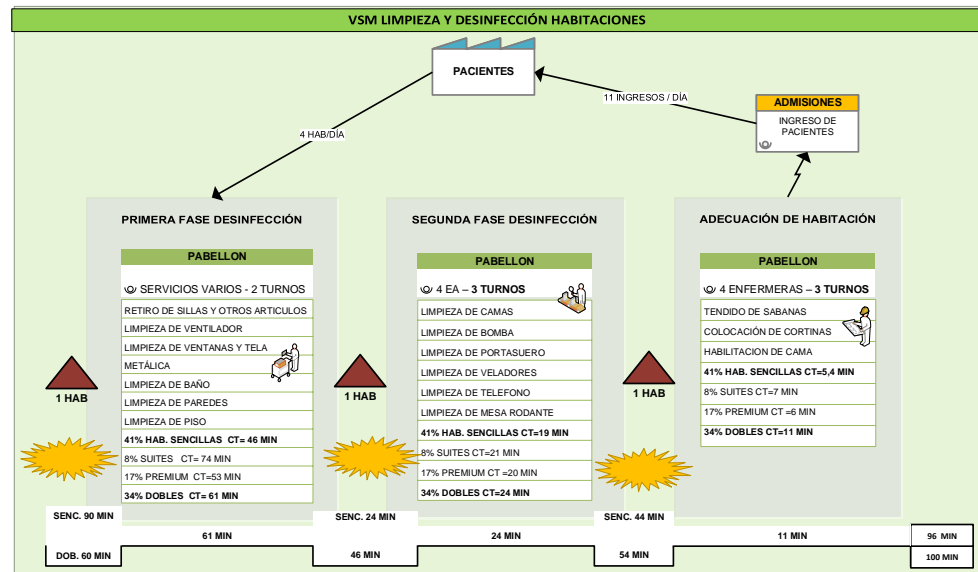 VSM LIMPIEZA Y DESINFECCIÓN HABITACIONES
PACIENTES
11 INGRESOS / DÍA
ADMISIONES
INGRESO DE
PACIENTES
4 HAB/DÍA
PRIMERA FASE DESINFECCIÓN
PABELLON
SERVICIOS VARIOS - 2 TURNOS
RETIRO DE SILLAS Y OTROS ARTICULOS
LIMPIEZA DE VENTILADOR
LIMPIEZA DE VENTANAS Y TELA
METÁLICA
LIMPIEZA DE BAÑO
LIMPIEZA DE PAREDES
LIMPIEZA DE PISO
41% HAB. SENCILLAS CT= 46 MIN
8% SUITES CT= 74 MIN
17% PREMIUM CT=53 MIN
34% DOBLES CT= 61 MIN
1 HAB
SEGUNDA FASE DESINFECCIÓN
PABELLON
4 EA – 3 TURNOS
LIMPIEZA DE CAMAS
LIMPIEZA DE BOMBA
LIMPIEZA DE PORTASUERO
LIMPIEZA DE VELADORES
LIMPIEZA DE TELEFONO
LIMPIEZA DE MESA RODANTE
41% HAB. SENCILLAS CT=19 MIN
8% SUITES CT=21 MIN
17% PREMIUM CT =20 MIN
34% DOBLES CT=24 MIN
1 HAB
ADECUACIÓN DE HABITACIÓN
PABELLON
4 ENFERMERAS – 3 TURNOS
TENDIDO DE SABANAS
COLOCACIÓN DE CORTINAS
HABILITACION DE CAMA
41% HAB. SENCILLAS CT=5,4 MIN
8% SUITES CT=7 MIN
17% PREMIUM CT =6 MIN
34% DOBLES CT=11 MIN
1 HAB
SENC. 90 MIN
DOB. 60 MIN
61 MIN
SENC. 24 MIN
46 MIN
24 MIN
SENC. 44 MIN
54 MIN
11 MIN
96 MIN
100 MIN